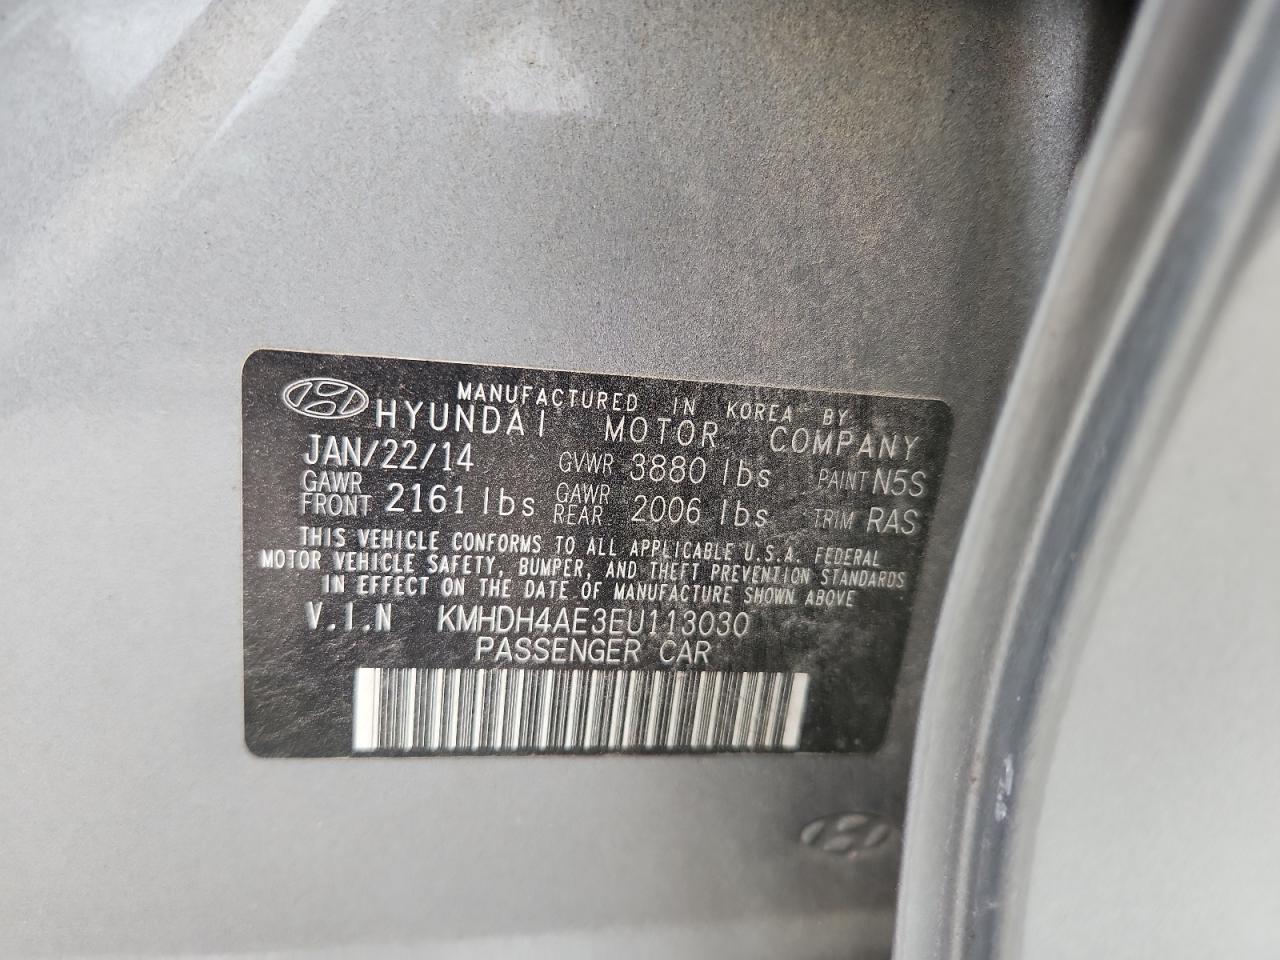 MANUFACTURED IN KOREA BY
HYUNDAI MOTOR COMPANY
JAN/22/14 GVWR 3880 lbs PAINT N5S
GAWR FRONT 2161 lbs GAWR REAR 2006 lbs TRIM RAS
THIS VEHICLE CONFORMS TO ALL APPLICABLE U.S.A. FEDERAL
MOTOR VEHICLE SAFETY, BUMPER, AND THEFT PREVENTION STANDARDS
IN EFFECT ON THE DATE OF MANUFACTURE SHOWN ABOVE
V.I.N KMHDH4AE3EU113030
PASSENGER CAR